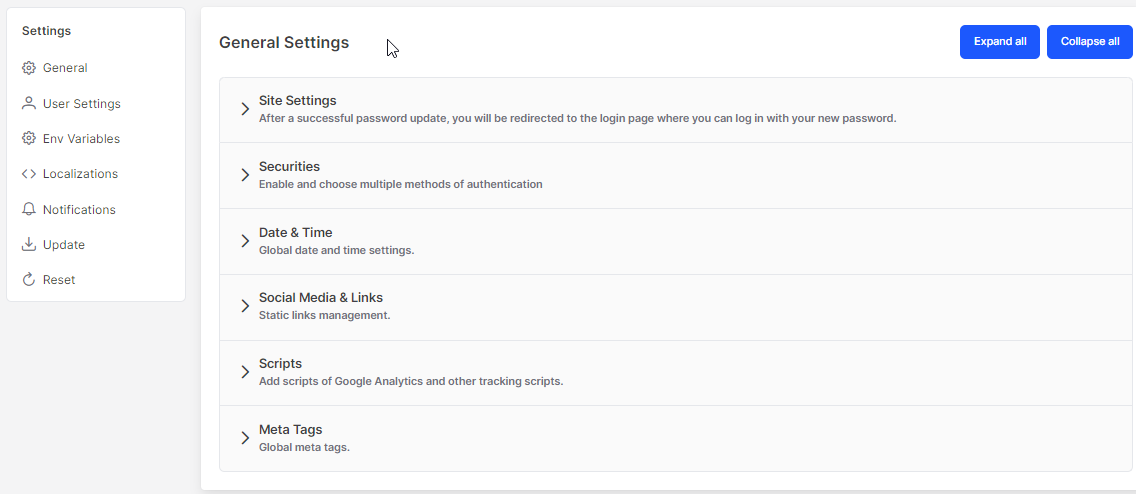 Settings
General
User Settings
Env Variables
Localizations
Notifications
Update
Reset
General Settings
Expand all
Collapse all
Site Settings
After a successful password update, you will be redirected to the login page where you can log in with your new password.
Securities
Enable and choose multiple methods of authentication
Date & Time
Global date and time settings.
Social Media & Links
Static links management.
Scripts
Add scripts of Google Analytics and other tracking scripts.
Meta Tags
Global meta tags.